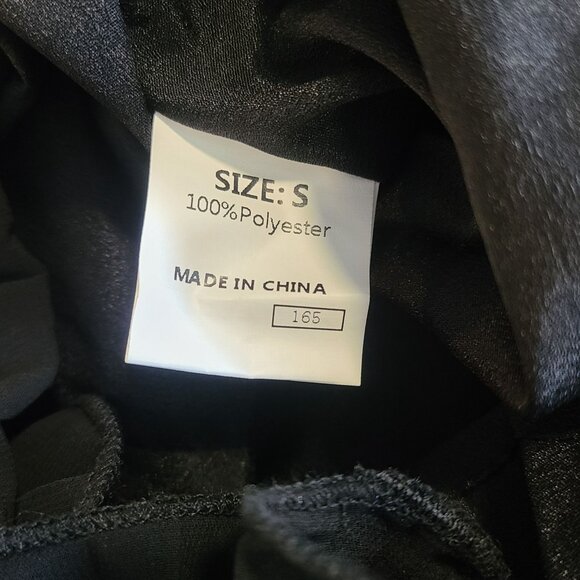 SIZE: S
100%Polyester
MADE IN CHINA
165